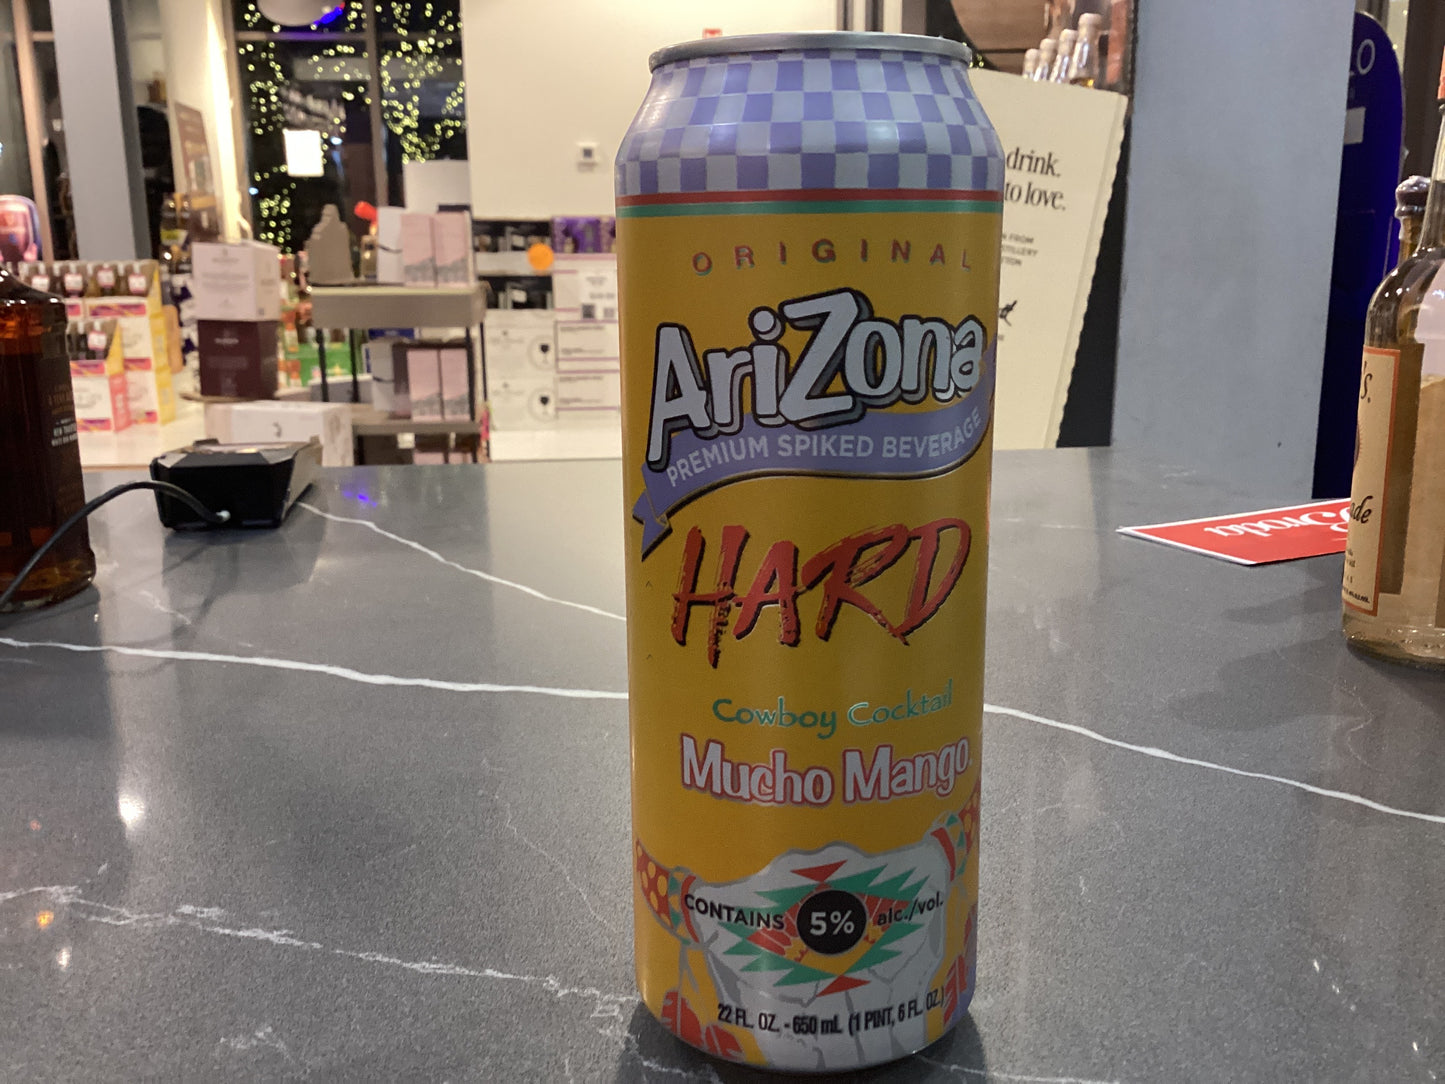 ORIGINAL
AriZona
PREMIUM SPIKED BEVERAGE
HARD
Cowboy Cocktail
Mucho Mango.
CONTAINS 5% alc./vol.
22 FL. OZ. - 650 mL (1 PINT, 6 FL. OZ.)
drink.
to love.